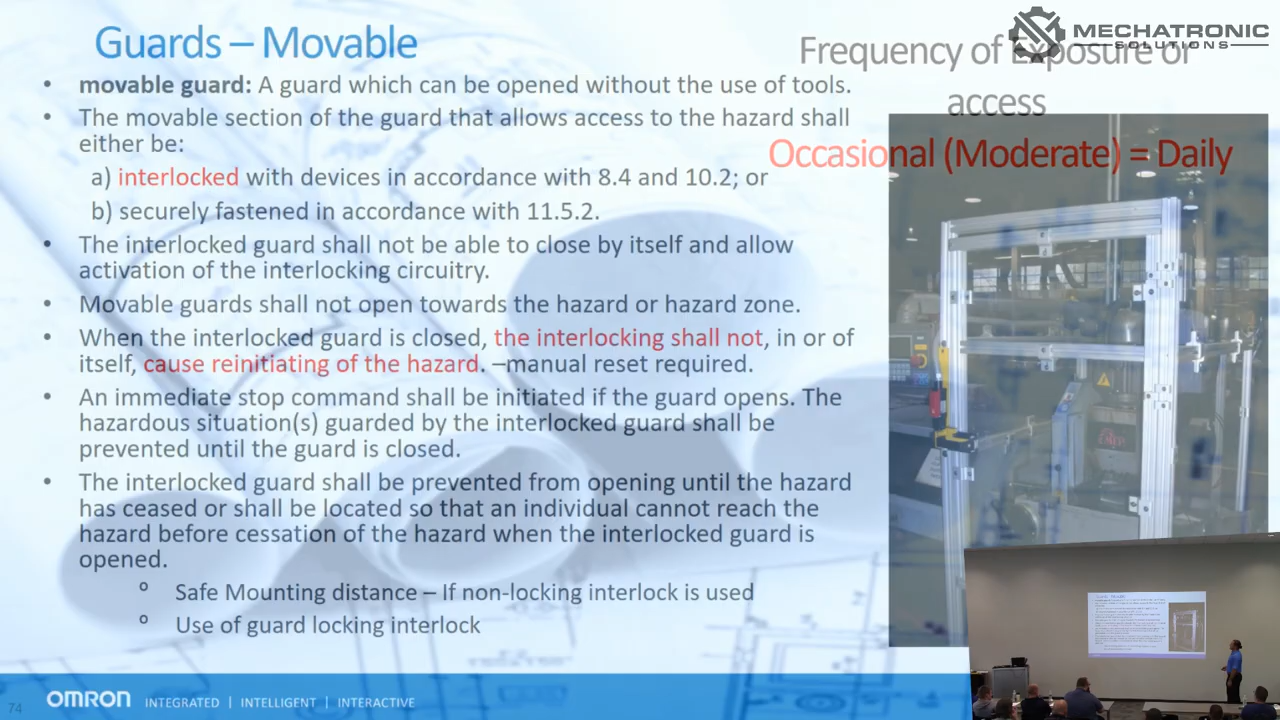 Guards – Movable
MECHATRONIC
SOLUTIONS
Frequency of Exposure or
access
Occasional (Moderate) = Daily
• movable guard: A guard which can be opened without the use of tools.
• The movable section of the guard that allows access to the hazard shall
either be:
a) interlocked with devices in accordance with 8.4 and 10.2; or
b) securely fastened in accordance with 11.5.2.
• The interlocked guard shall not be able to close by itself and allow
activation of the interlocking circuitry.
• Movable guards shall not open towards the hazard or hazard zone.
• When the interlocked guard is closed, the interlocking shall not, in or of
itself, cause reinitiating of the hazard. –manual reset required.
• An immediate stop command shall be initiated if the guard opens. The
hazardous situation(s) guarded by the interlocked guard shall be
prevented until the guard is closed.
• The interlocked guard shall be prevented from opening until the hazard
has ceased or shall be located so that an individual cannot reach the
hazard before cessation of the hazard when the interlocked guard is
opened.
º Safe Mounting distance – If non-locking interlock is used
º Use of guard locking interlock
74
OMRON INTEGRATED | INTELLIGENT | INTERACTIVE